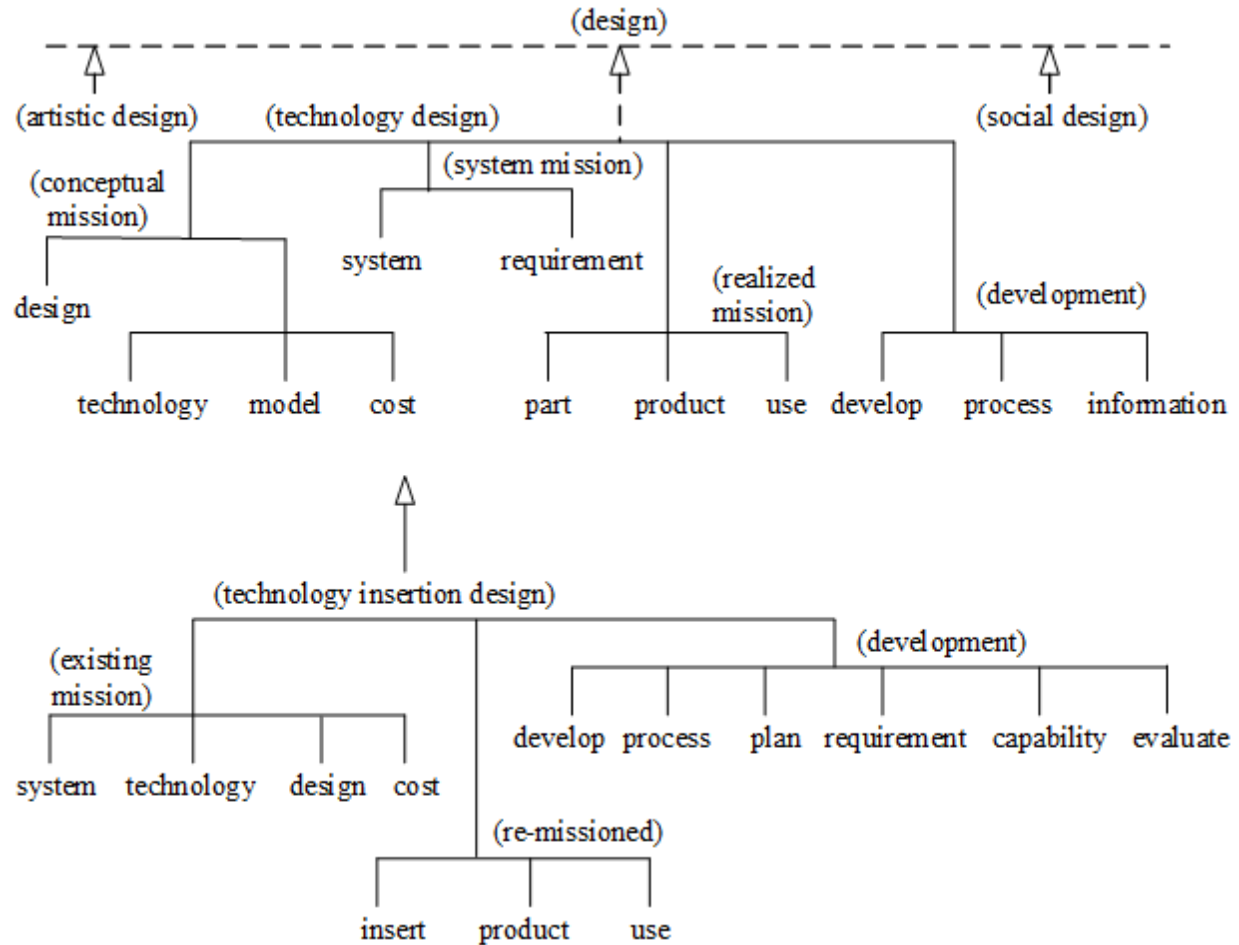 (design)
(artistic design) (technology design) (social design)
(system mission)
(conceptual
mission)
system requirement
(realized
mission)
(development)
design
technology model cost part product use develop process information
(technology insertion design)
(existing
mission)
(development)
develop process plan requirement capability evaluate
system technology design cost
(re-missioned)
insert product use